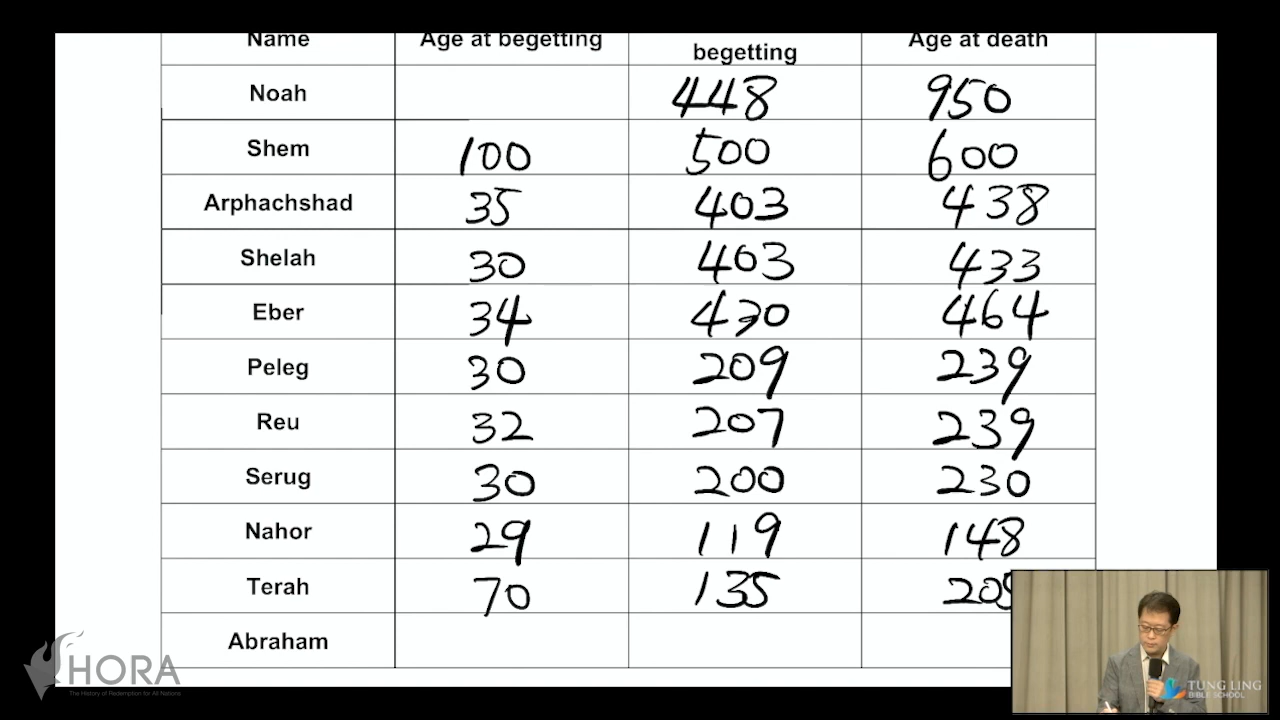 Name Age at begetting begetting Age at death
Noah 448 950
Shem 100 500 600
Arphachshad 35 403 438
Shelah 30 403 433
Eber 34 430 464
Peleg 30 209 239
Reu 32 207 239
Serug 30 200 230
Nahor 29 119 148
Terah 70 135 205
Abraham
HORA
The History of Redemption for All Nations
TUNG LING
BIBLE SCHOOL